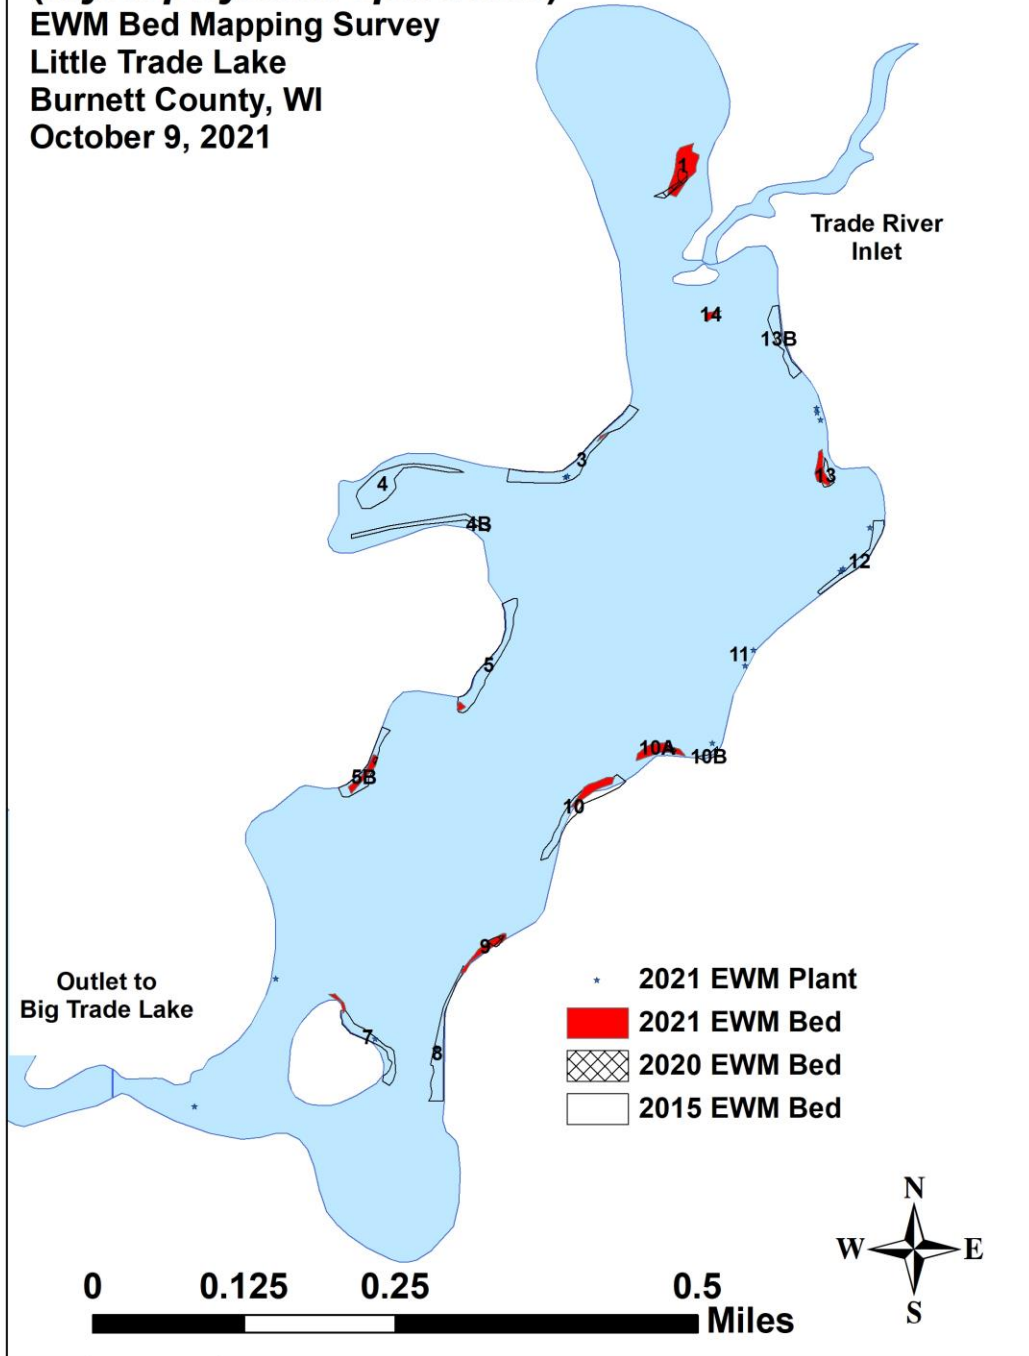 EWM Bed Mapping Survey
Little Trade Lake
Burnett County, WI
October 9, 2021
1
Trade River
Inlet
14
13B
3
4
13
4B
12
11
5
10A
10B
5B
10
9
Outlet to
Big Trade Lake
7
8
2021 EWM Plant
2021 EWM Bed
2020 EWM Bed
2015 EWM Bed
N
W
E
S
0
0.125
0.25
0.5
Miles